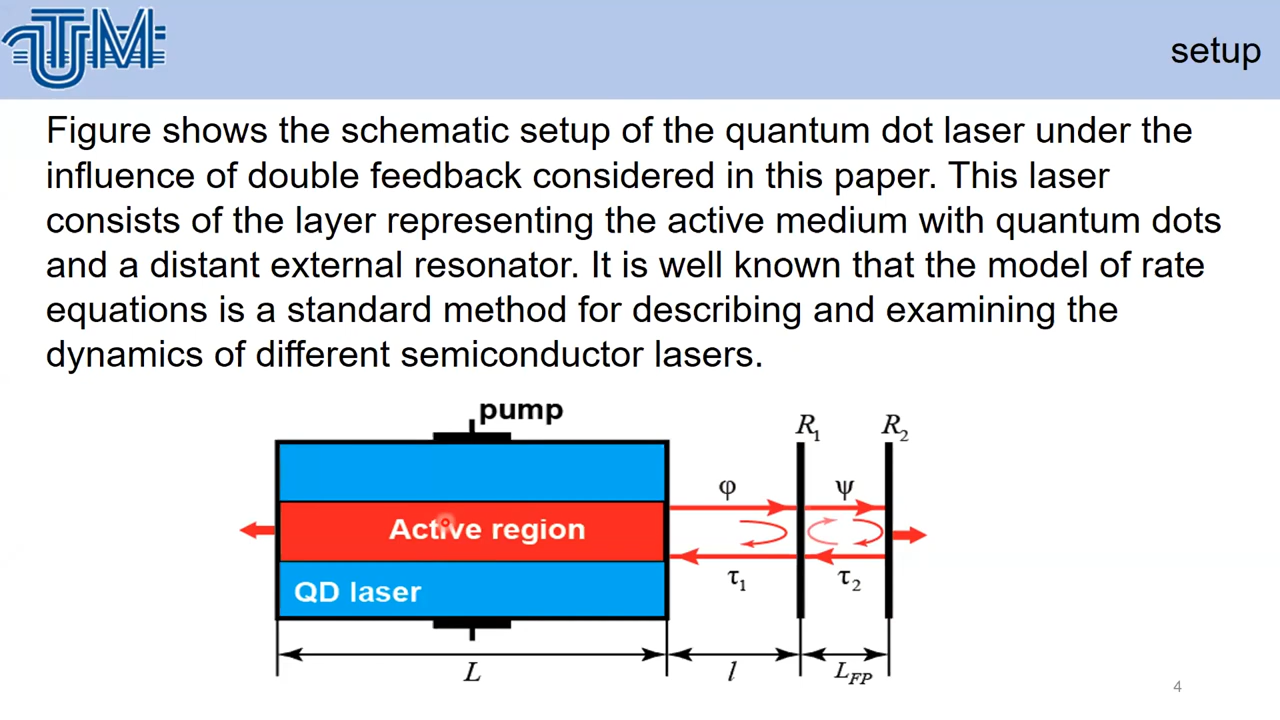 UTM
setup
Figure shows the schematic setup of the quantum dot laser under the
influence of double feedback considered in this paper. This laser
consists of the layer representing the active medium with quantum dots
and a distant external resonator. It is well known that the model of rate
equations is a standard method for describing and examining the
dynamics of different semiconductor lasers.
pump
R₁ R₂
φ ψ
Active region
τ₁ τ₂
QD laser
L l L_FP
4